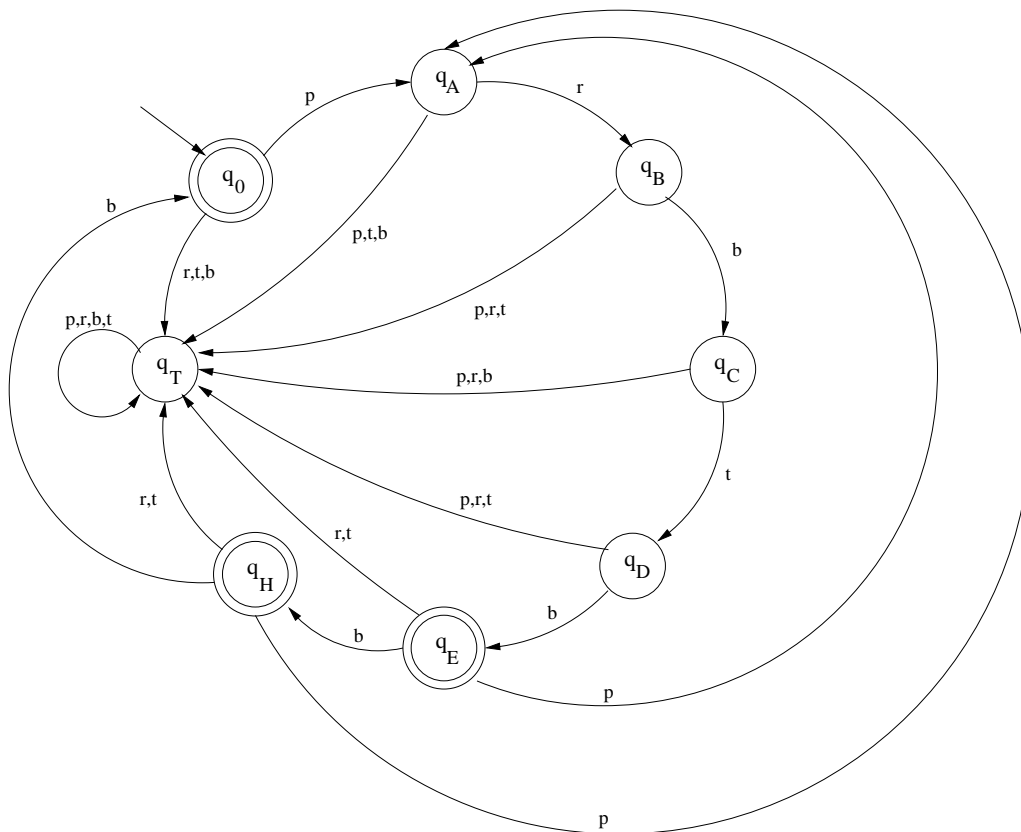 q_A
p
r
q_B
q_0
b
p,t,b
b
r,t,b
p,r,t
p,r,b,t
q_T
p,r,b
q_C
t
r,t
p,r,t
r,t
q_D
q_H
b
b
q_E
p
p